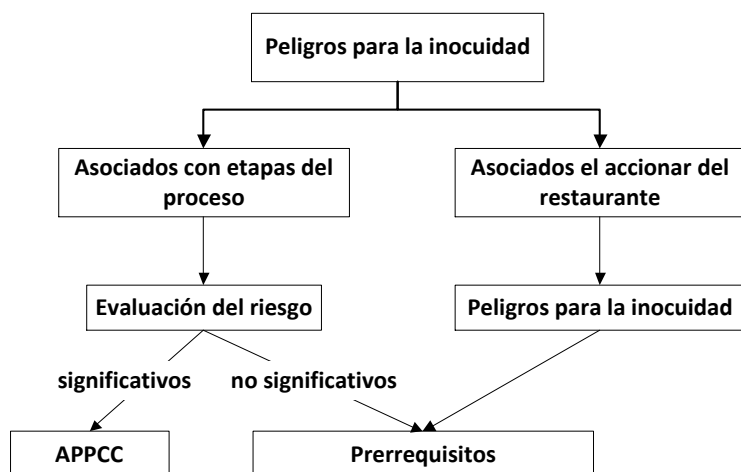 Peligros para la inocuidad
Asociados con etapas del
proceso
Asociados el accionar del
restaurante
Evaluación del riesgo
Peligros para la inocuidad
significativos
no significativos
APPCC
Prerrequisitos